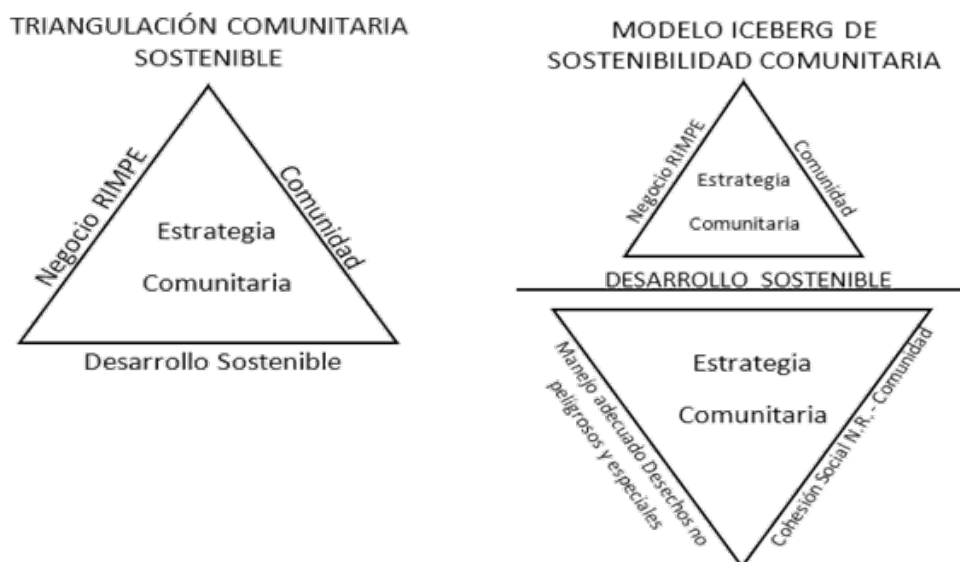 TRIANGULACIÓN COMUNITARIA
SOSTENIBLE
Negocio RIMPE
Comunidad
Estrategia
Comunitaria
Desarrollo Sostenible
MODELO ICEBERG DE
SOSTENIBILIDAD COMUNITARIA
Negocio RIMPE
Comunidad
Estrategia
Comunitaria
DESARROLLO SOSTENIBLE
Estrategia
Comunitaria
Manejo adecuado Desechos no
peligrosos y especiales
Cohesión Social N.R.- Comunidad